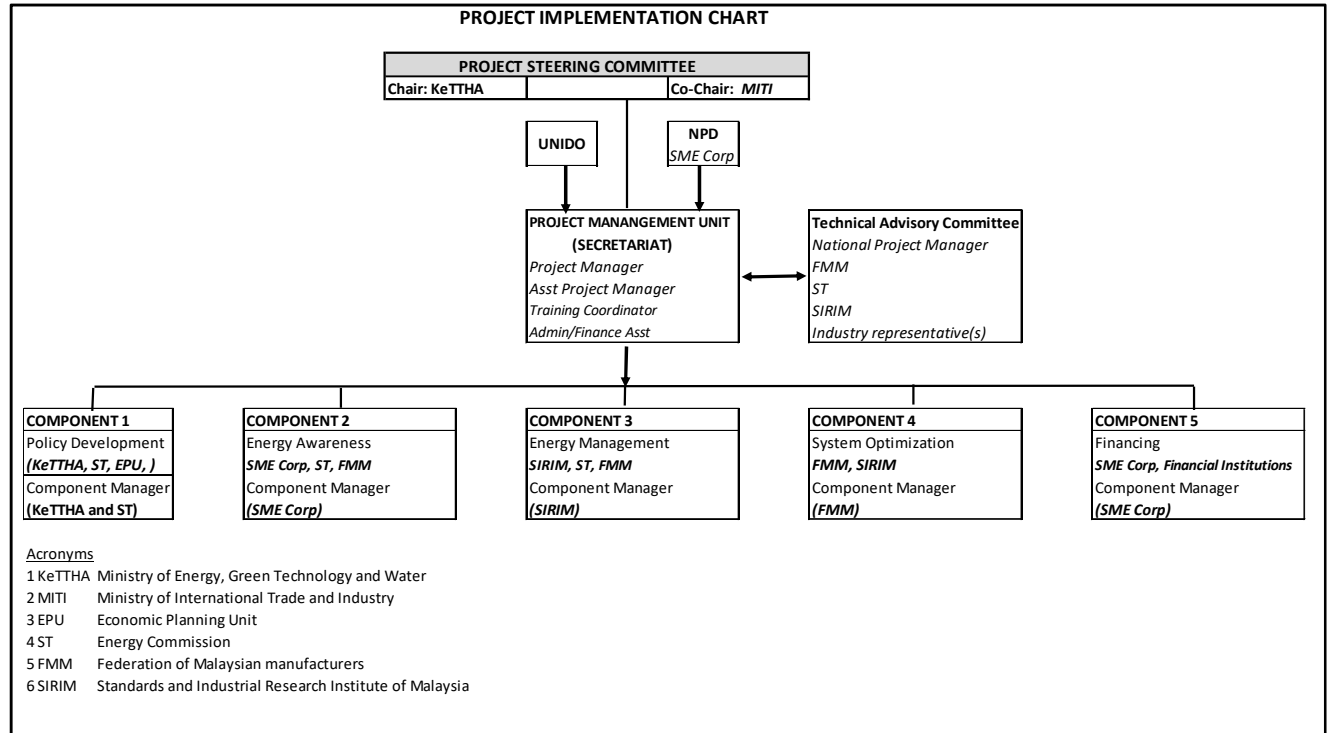 PROJECT IMPLEMENTATION CHART
PROJECT STEERING COMMITTEE
Chair: KeTTHA Co-Chair: MITI
UNIDO
NPD
SME Corp
PROJECT MANANGEMENT UNIT
(SECRETARIAT)
Project Manager
Asst Project Manager
Training Coordinator
Admin/Finance Asst
Technical Advisory Committee
National Project Manager
FMM
ST
SIRIM
Industry representative(s)
COMPONENT 1
Policy Development
(KeTTHA, ST, EPU, )
Component Manager
(KeTTHA and ST)
COMPONENT 2
Energy Awareness
SME Corp, ST, FMM
Component Manager
(SME Corp)
COMPONENT 3
Energy Management
SIRIM, ST, FMM
Component Manager
(SIRIM)
COMPONENT 4
System Optimization
FMM, SIRIM
Component Manager
(FMM)
COMPONENT 5
Financing
SME Corp, Financial Institutions
Component Manager
(SME Corp)
Acronyms
1 KeTTHA Ministry of Energy, Green Technology and Water
2 MITI Ministry of International Trade and Industry
3 EPU Economic Planning Unit
4 ST Energy Commission
5 FMM Federation of Malaysian manufacturers
6 SIRIM Standards and Industrial Research Institute of Malaysia